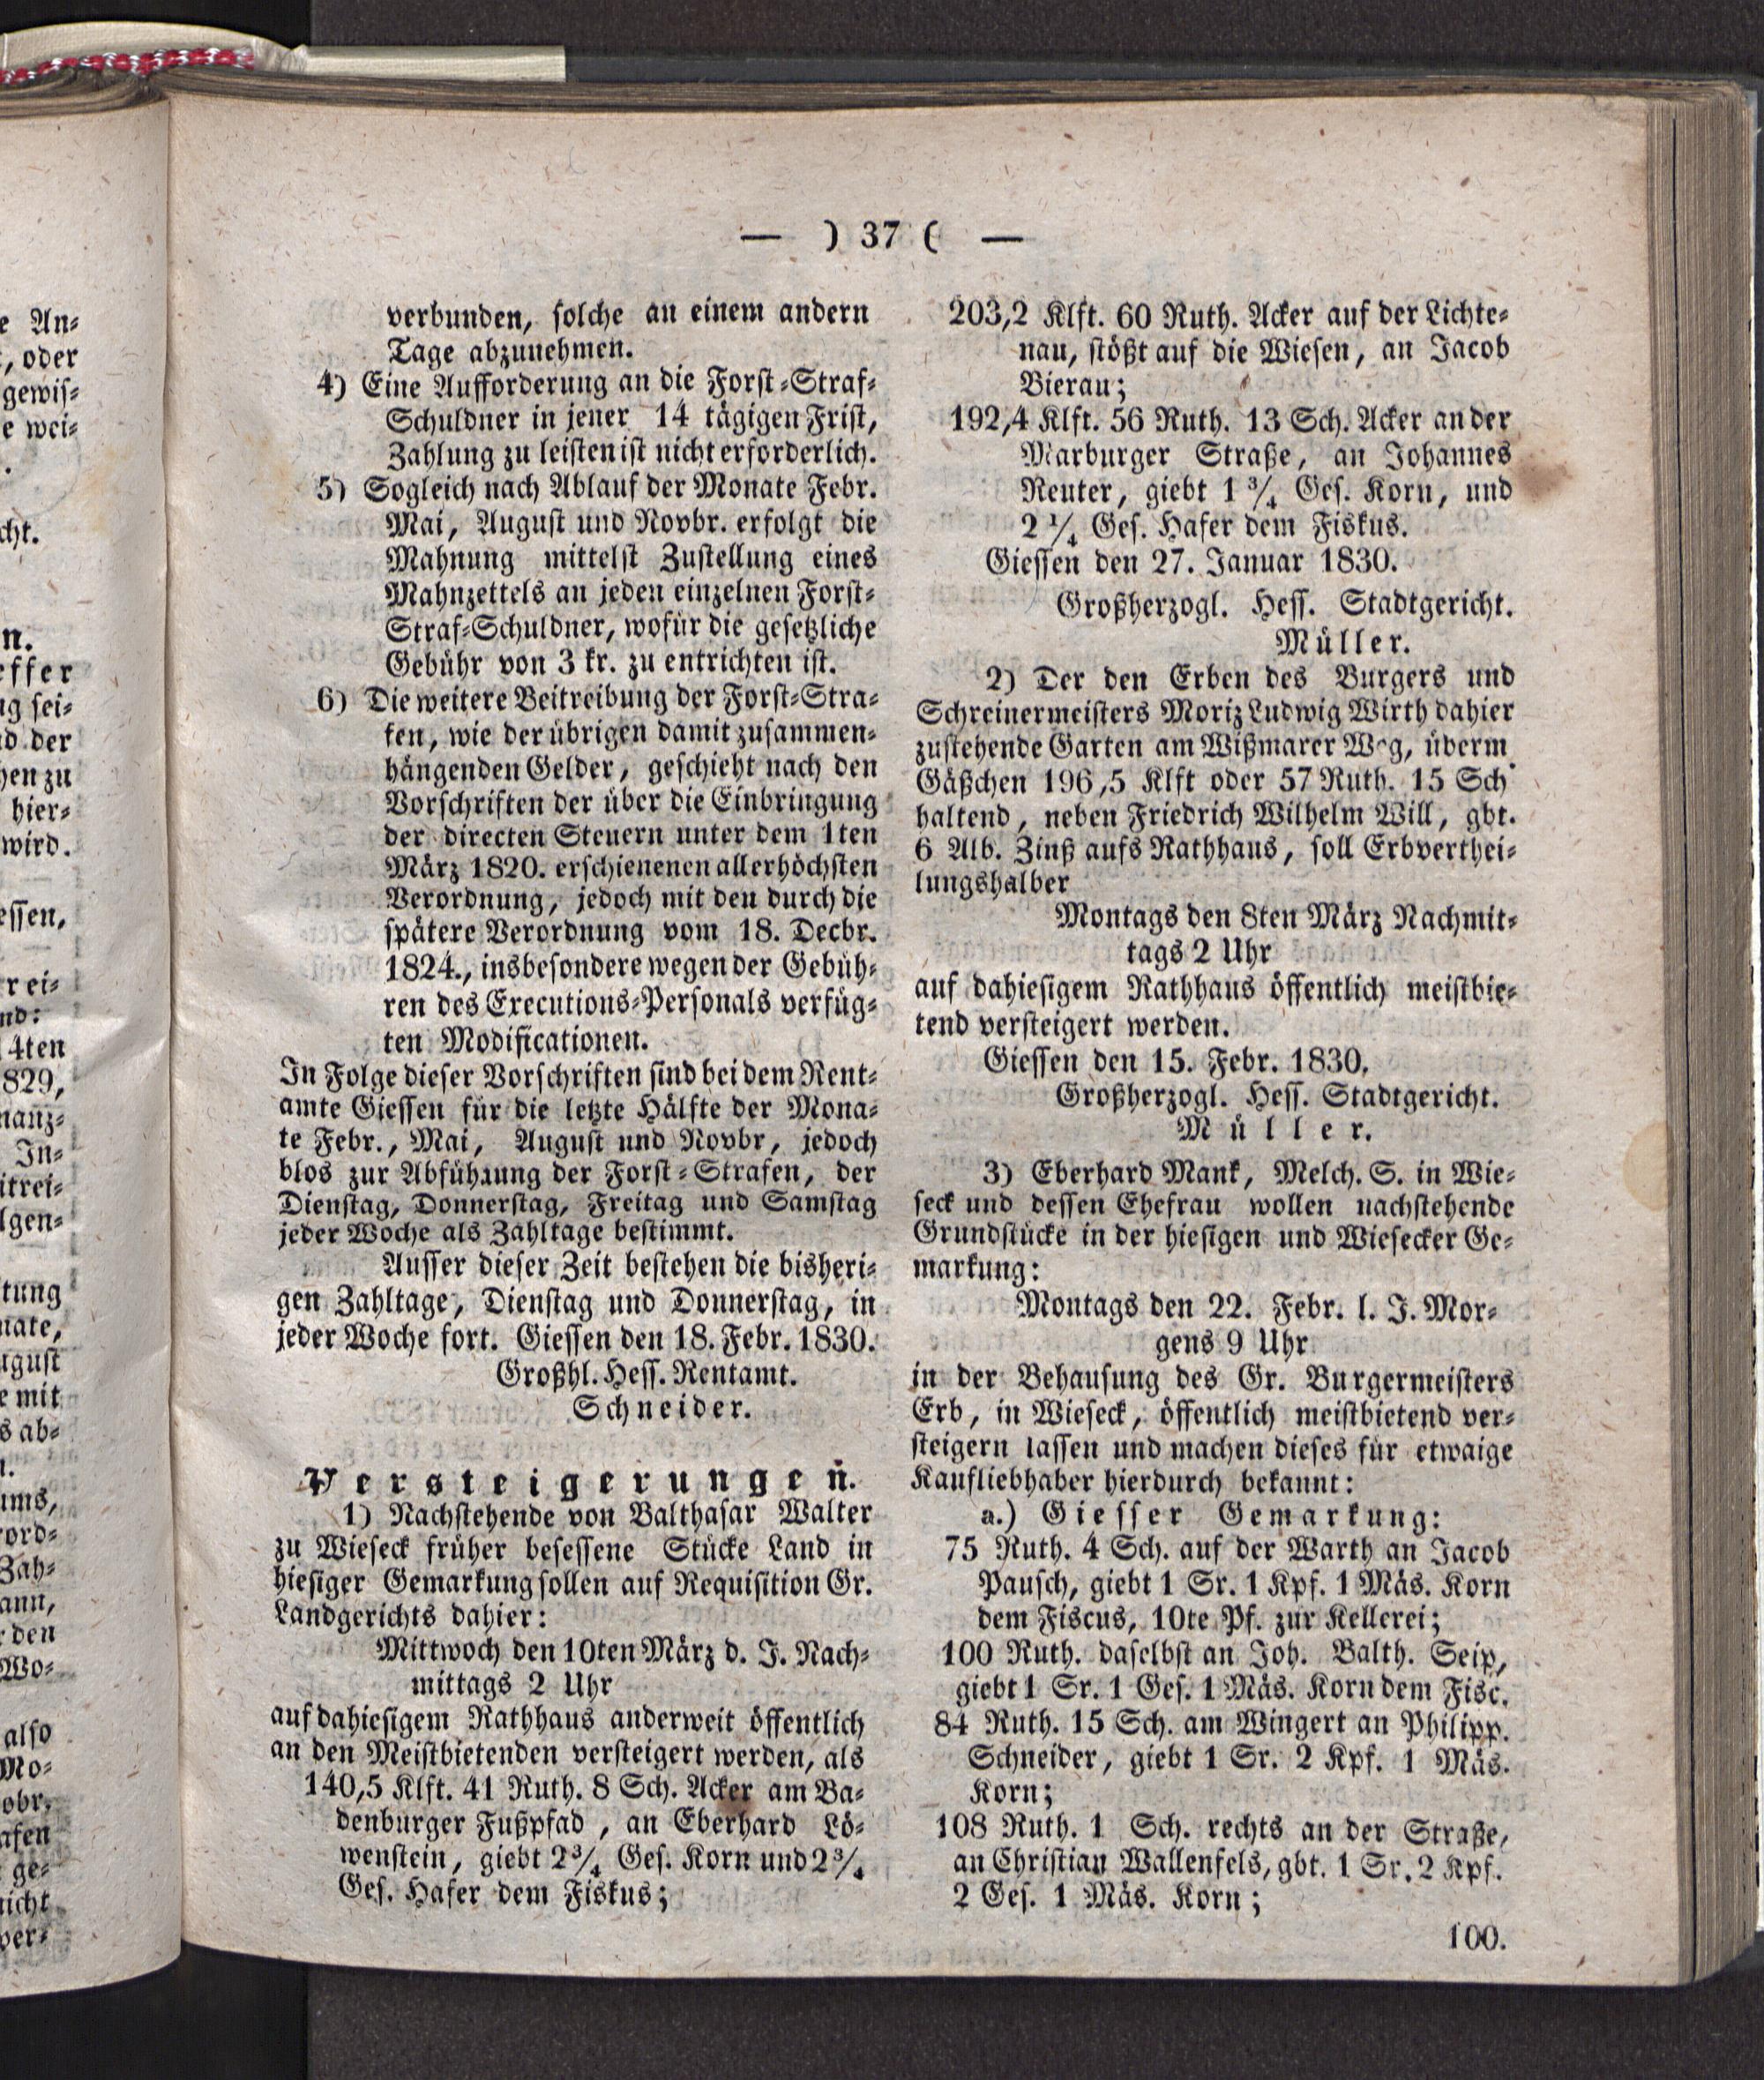 — ) 37 ( —
verbunden, solche an einem andern
Tage abzunehmen.
4) Eine Aufforderung an die Forst-Straf-
Schuldner in jener 14 tägigen Frist,
Zahlung zu leisten ist nicht erforderlich.
5) Sogleich nach Ablauf der Monate Febr.
Mai, August und Novbr. erfolgt die
Mahnung mittelst Zustellung eines
Mahnzettels an jeden einzelnen Forst-
Straf-Schuldner, wofür die gesetzliche
Gebühr von 3 kr. zu entrichten ist.
6) Die weitere Beitreibung der Forst-Stra-
fen, wie der übrigen damit zusammen-
hängenden Gelder, geschieht nach den
Vorschriften der über die Einbringung
der directen Steuern unter dem 1ten
März 1820. erschienenen allerhöchsten
Verordnung, jedoch mit den durch die
spätere Verordnung vom 18. Decbr.
1824., insbesondere wegen der Gebüh-
ren des Executions-Personals verfüg-
ten Modificationen.
In Folge dieser Vorschriften sind bei dem Rent-
amte Giessen für die letzte Hälfte der Mona-
te Febr., Mai, August und Novbr, jedoch
blos zur Abführung der Forst-Strafen, der
Dienstag, Donnerstag, Freitag und Samstag
jeder Woche als Zahltage bestimmt.
Ausser dieser Zeit bestehen die bisheri-
gen Zahltage, Dienstag und Donnerstag, in
jeder Woche fort. Giessen den 18. Febr. 1830.
Großhl. Hess. Rentamt.
Schneider.
Versteigerungen.
1) Nachstehende von Balthasar Walter
zu Wieseck früher besessene Stücke Land in
hiesiger Gemarkung sollen auf Requisition Gr.
Landgerichts dahier:
Mittwoch den 10ten März d. J. Nach-
mittags 2 Uhr
auf dahiesigem Rathhaus anderweit öffentlich
an den Meistbietenden versteigert werden, als
140,5 Klft. 41 Ruth. 8 Sch. Acker am Ba-
denburger Fußpfad, an Eberhard Lö-
wenstein, giebt 2 3/4 Ges. Korn und 2 3/4
Ges. Hafer dem Fiskus;
203,2 Klft. 60 Ruth. Acker auf der Lichte-
nau, stößt auf die Wiesen, an Jacob
Bierau;
192,4 Klft. 56 Ruth. 13 Sch. Acker an der
Marburger Straße, an Johannes
Reuter, giebt 1 3/4 Ges. Korn, und
2 1/4 Ges. Hafer dem Fiskus.
Giessen den 27. Januar 1830.
Großherzogl. Hess. Stadtgericht.
Müller.
2) Der den Erben des Burgers und
Schreinermeisters Moriz Ludwig Wirth dahier
zustehende Garten am Wißmarer Weg, überm
Gäßchen 196,5 Klft oder 57 Ruth. 15 Sch.
haltend, neben Friedrich Wilhelm Will, gbt.
6 Alb. Zinß aufs Rathhaus, soll Erbverthei-
lungshalber
Montags den 8ten März Nachmit-
tags 2 Uhr
auf dahiesigem Rathhaus öffentlich meistbie-
tend versteigert werden.
Giessen den 15. Febr. 1830.
Großherzogl. Hess. Stadtgericht.
Müller.
3) Eberhard Mank, Melch. S. in Wie-
seck und dessen Ehefrau wollen nachstehende
Grundstücke in der hiesigen und Wiesecker Ge-
markung:
Montags den 22. Febr. l. J. Mor-
gens 9 Uhr
in der Behausung des Gr. Burgermeisters
Erb, in Wieseck, öffentlich meistbietend ver-
steigern lassen und machen dieses für etwaige
Kaufliebhaber hierdurch bekannt:
a.) Giesser Gemarkung:
75 Ruth. 4 Sch. auf der Warth an Jacob
Pausch, giebt 1 Sr. 1 Kpf. 1 Mäs. Korn
dem Fiscus, 10te Pf. zur Kellerei;
100 Ruth. daselbst an Joh. Balth. Seip,
giebt 1 Sr. 1 Ges. 1 Mäs. Korn dem Fisc.
84 Ruth. 15 Sch. am Wingert an Philipp.
Schneider, giebt 1 Sr. 2 Kpf. 1 Mäs.
Korn;
108 Ruth. 1 Sch. rechts an der Straße,
an Christian Wallenfels, gbt. 1 Sr. 2 Kpf.
2 Ges. 1 Mäs. Korn;
100.